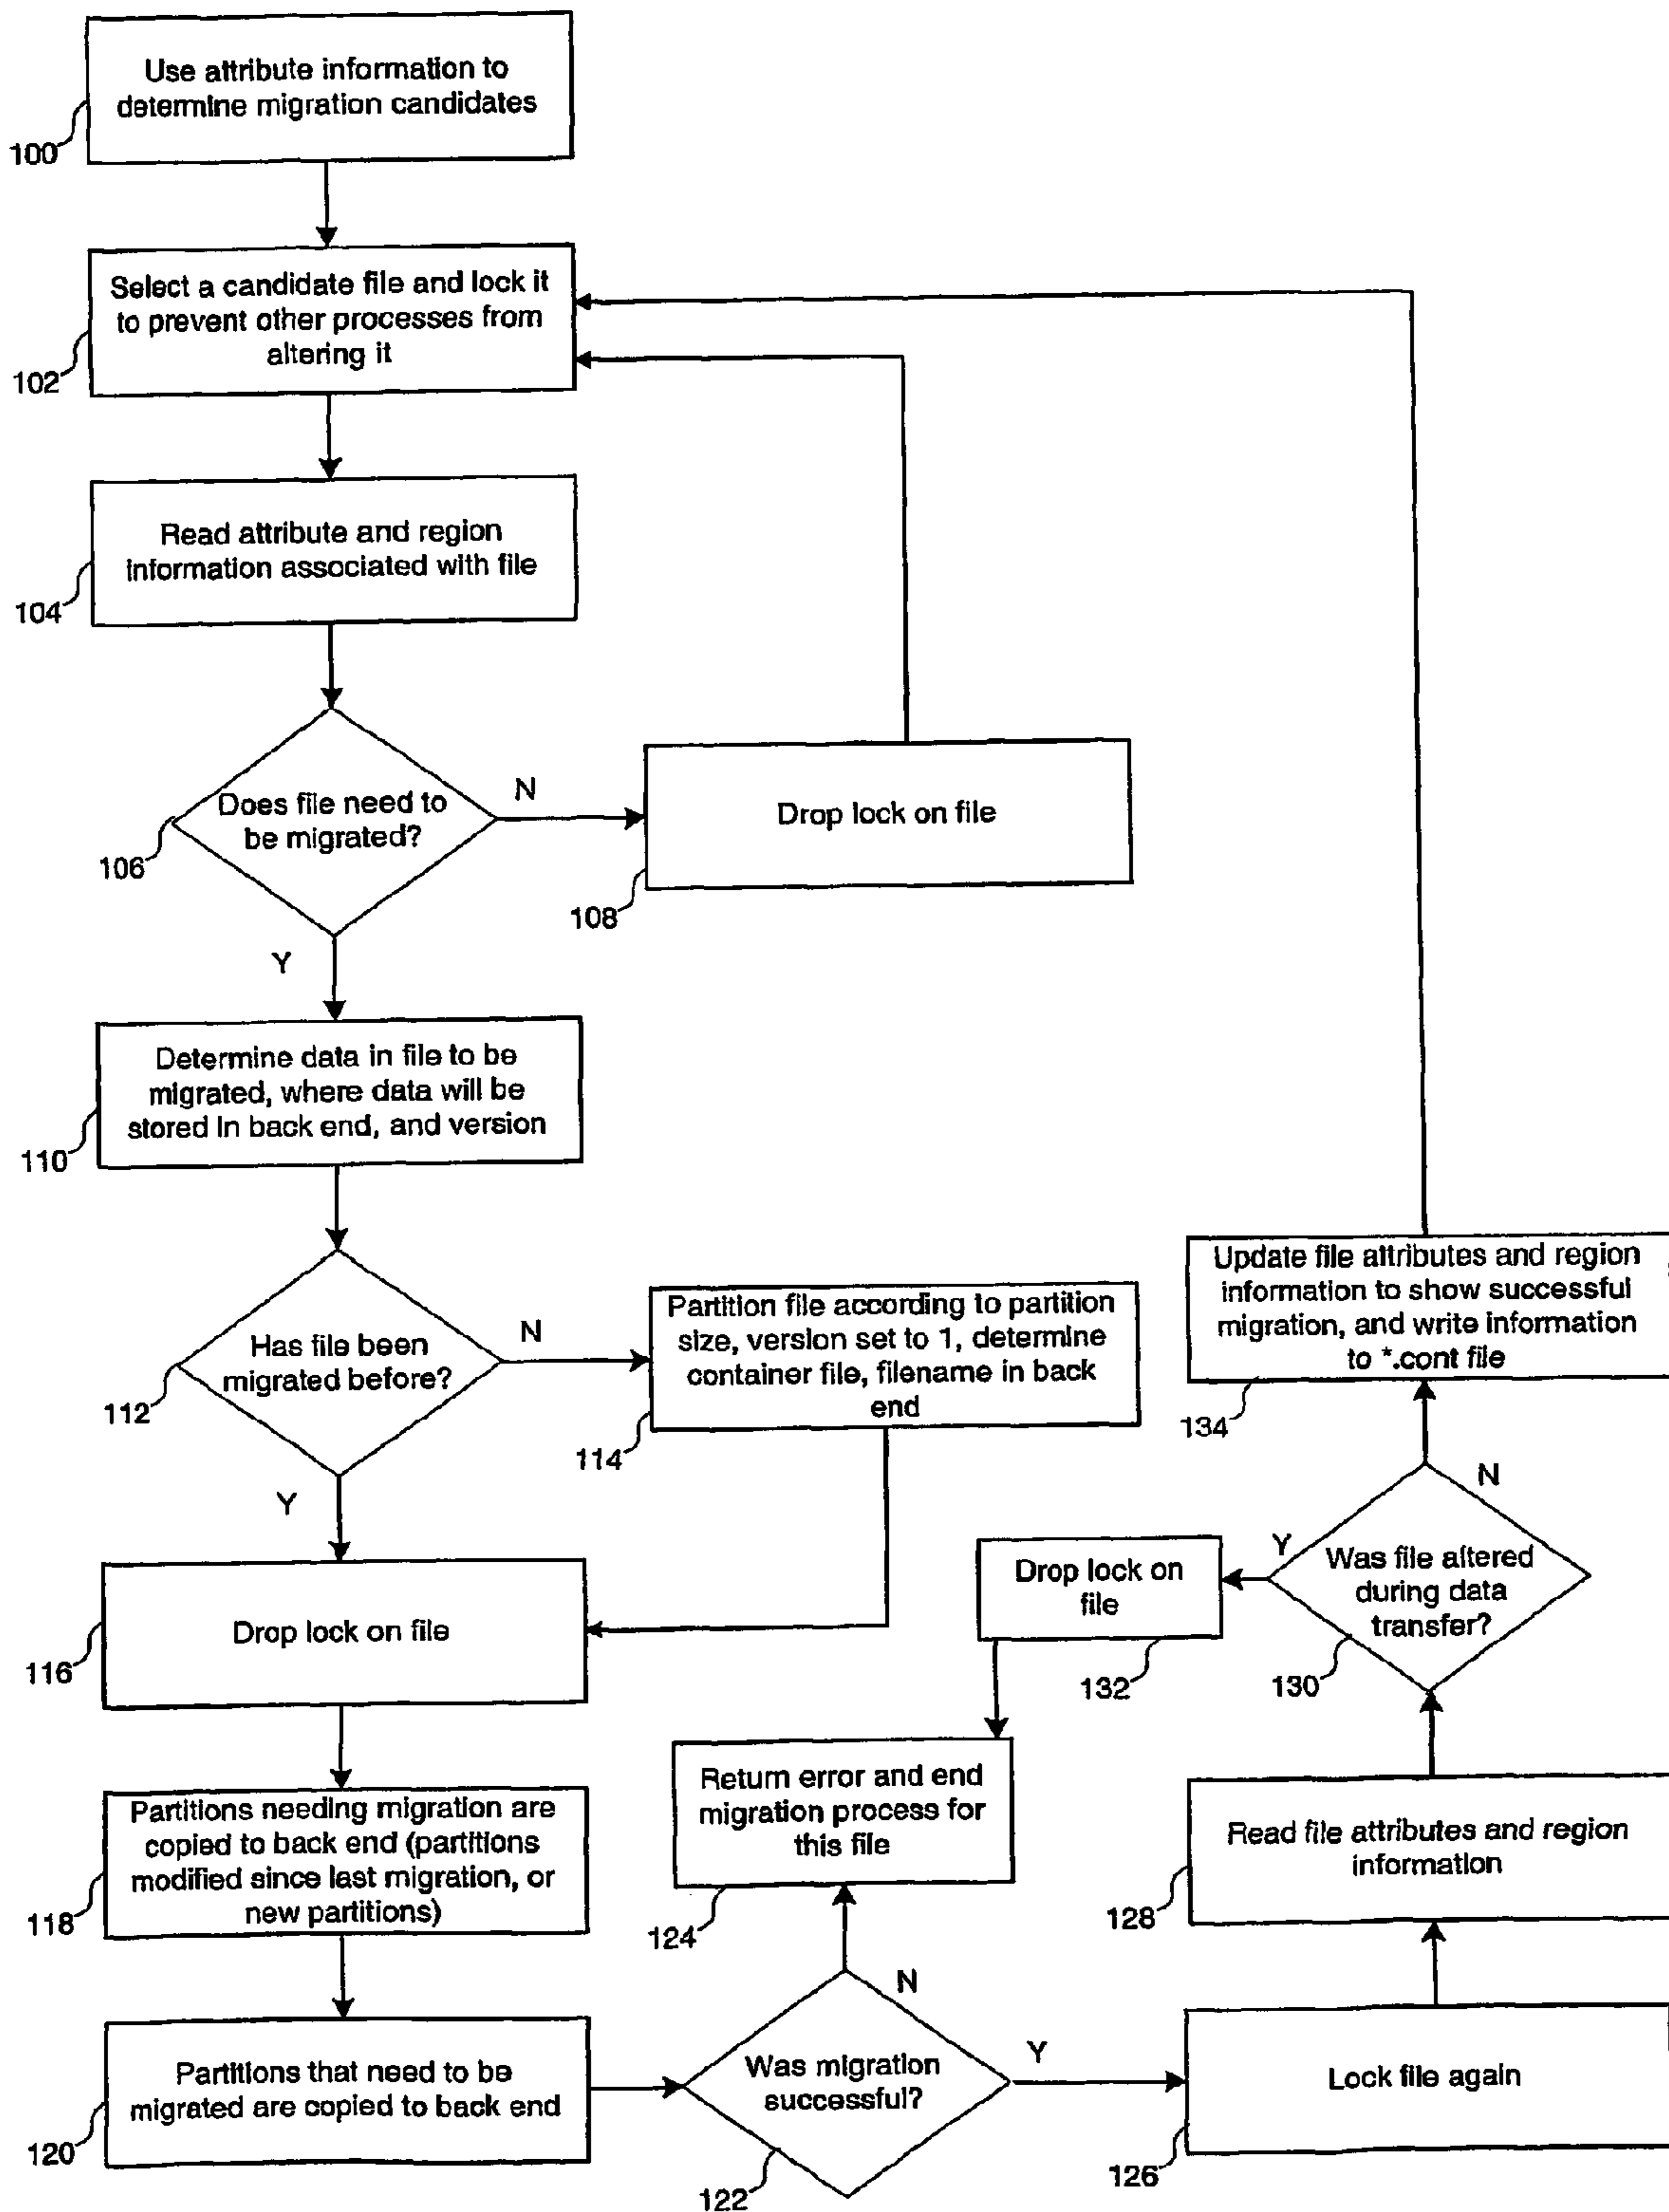 Use attribute information to
determine migration candidates
100
Select a candidate file and lock it
to prevent other processes from
altering it
102
Read attribute and region
information associated with file
104
Does file need to
be migrated?
106
N
Y
Drop lock on file
108
Determine data in file to be
migrated, where data will be
stored in back end, and version
110
Has file been
migrated before?
112
N
Y
Partition file according to partition
size, version set to 1, determine
container file, filename in back
end
114
Drop lock on file
116
Partitions needing migration are
copied to back end (partitions
modified since last migration, or
new partitions)
118
Partitions that need to be
migrated are copied to back end
120
Was migration
successful?
122
N
Y
Return error and end
migration process for
this file
124
Lock file again
126
Read file attributes and region
information
128
Was file altered
during data
transfer?
130
Y
N
Drop lock on
file
132
Update file attributes and region
information to show successful
migration, and write information
to *.cont file
134